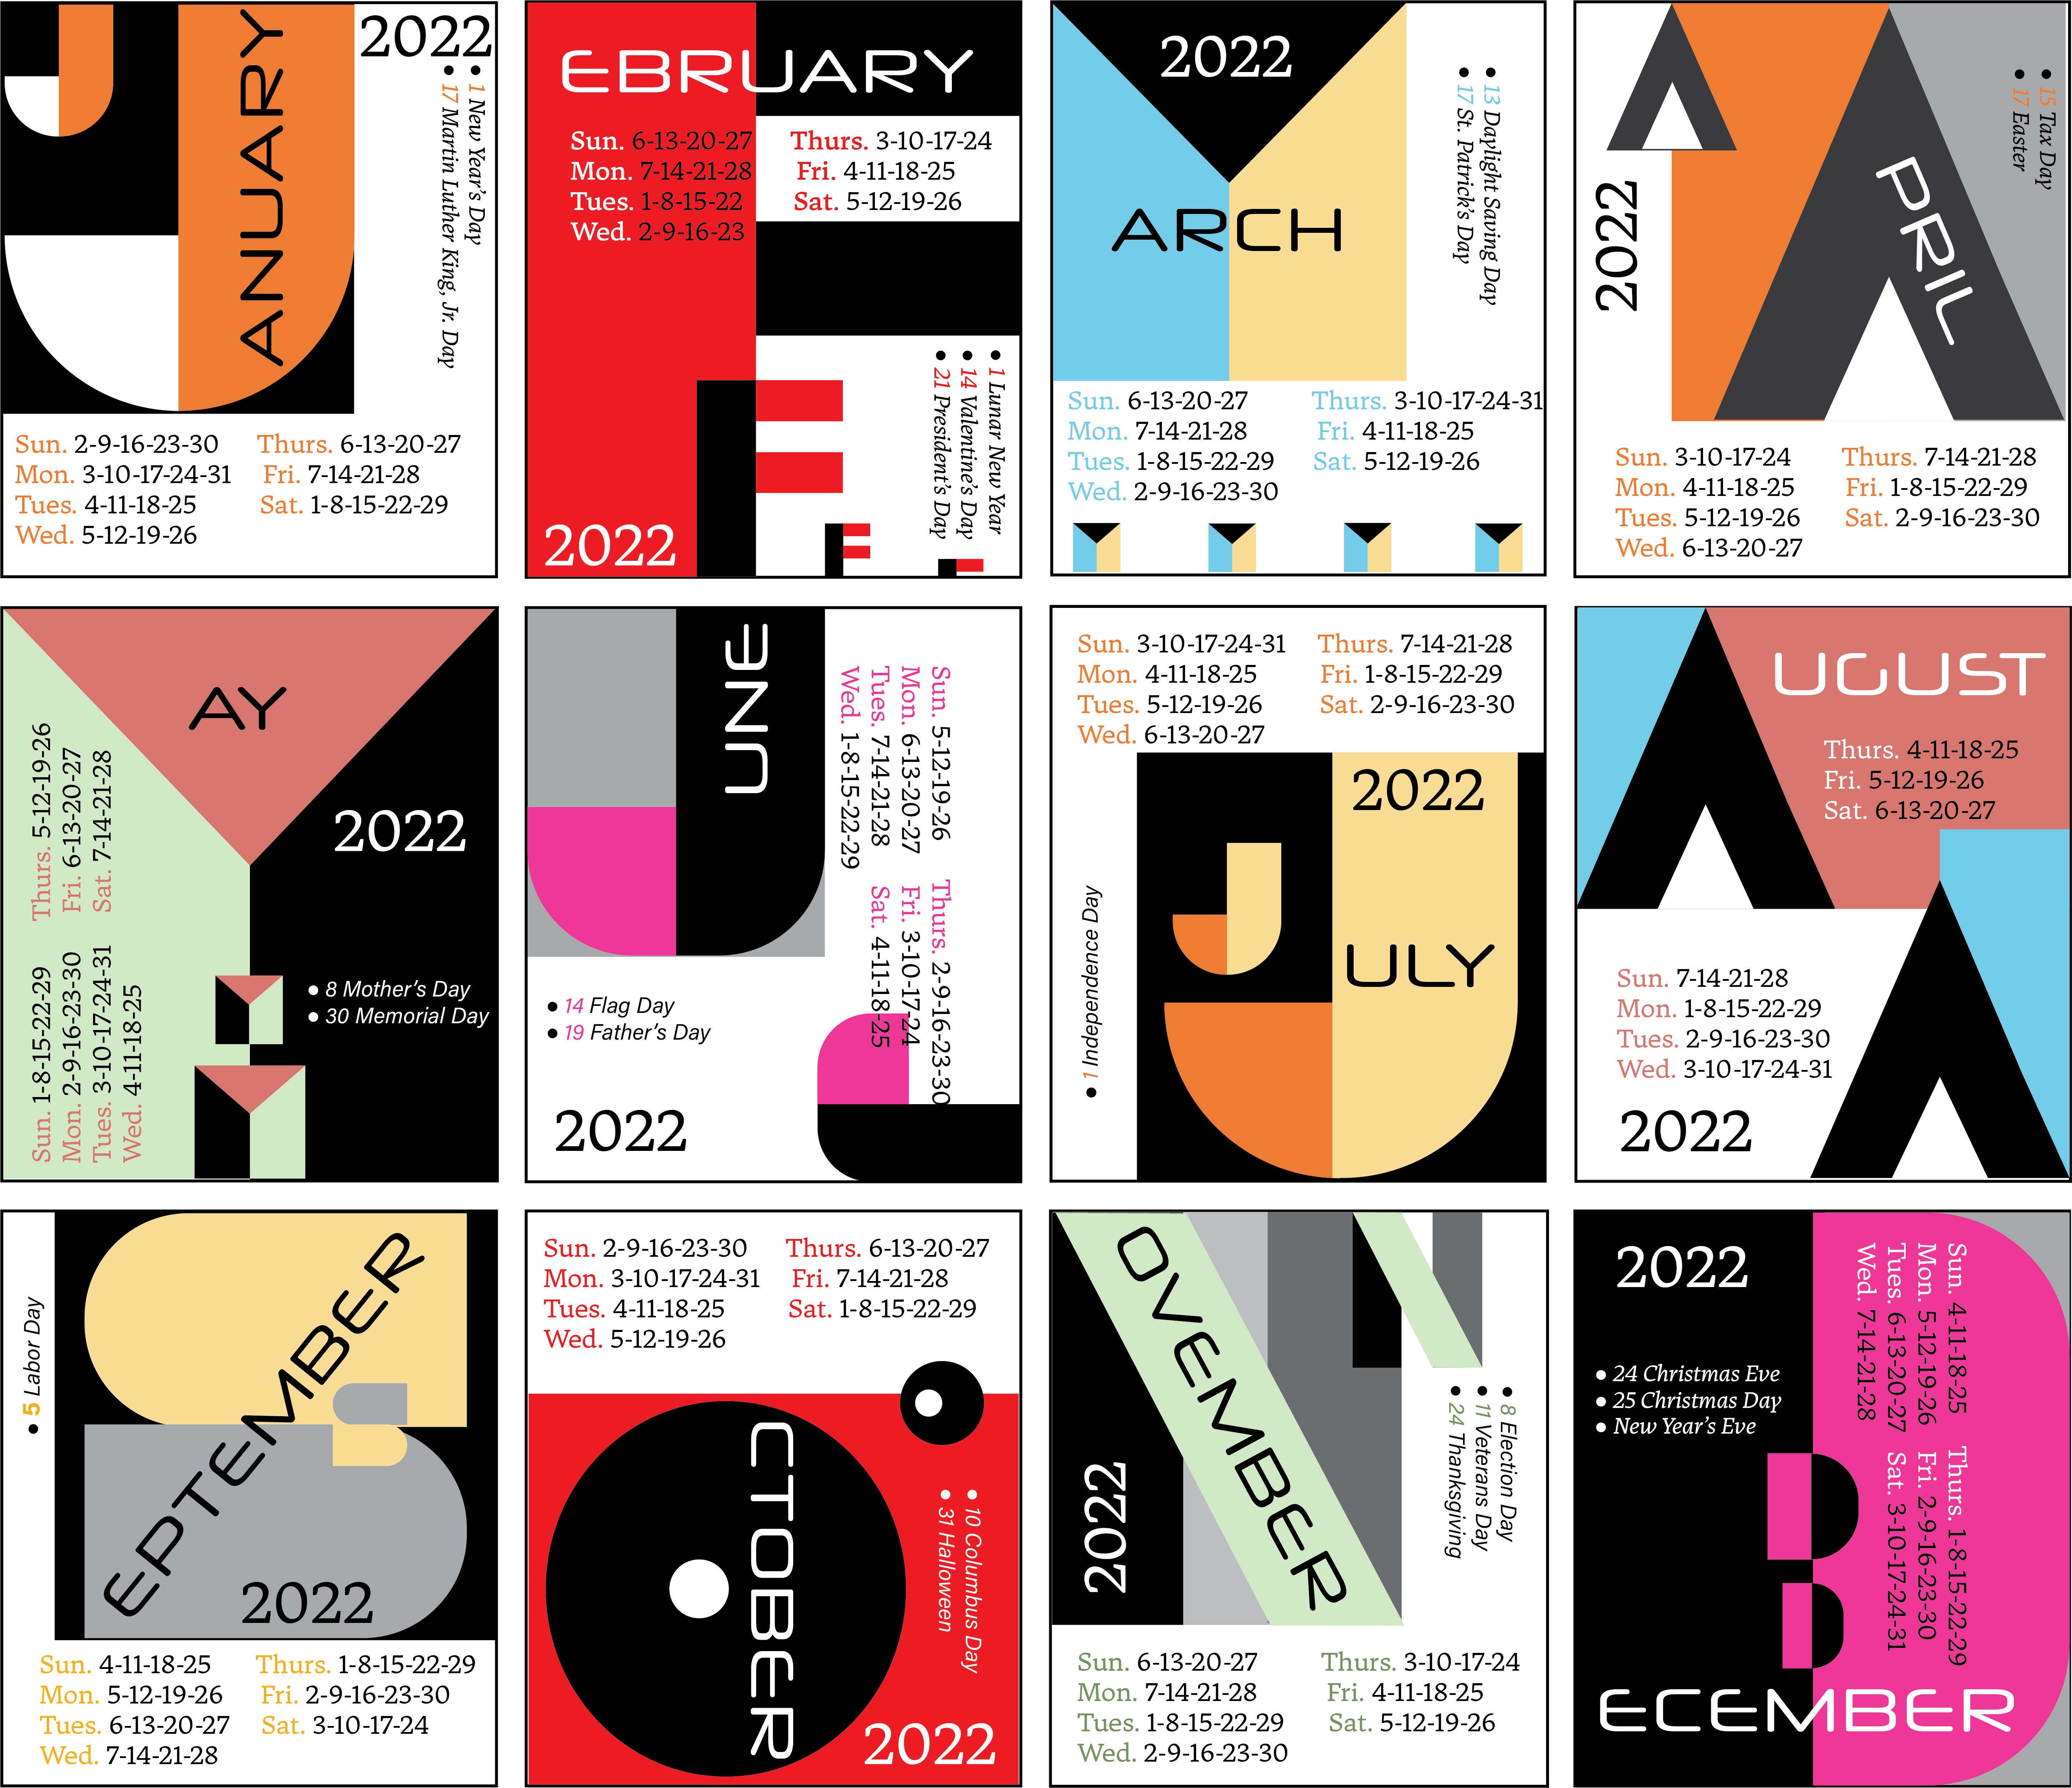 2022
ANUARY
• 1 New Year's Day
• 17 Martin Luther King, Jr. Day
Sun. 2-9-16-23-30
Mon. 3-10-17-24-31
Tues. 4-11-18-25
Wed. 5-12-19-26
Thurs. 6-13-20-27
Fri. 7-14-21-28
Sat. 1-8-15-22-29
EBRUARY
Sun. 6-13-20-27
Mon. 7-14-21-28
Tues. 1-8-15-22
Wed. 2-9-16-23
Thurs. 3-10-17-24
Fri. 4-11-18-25
Sat. 5-12-19-26
• 1 Lunar New Year
• 14 Valentine's Day
• 21 President's Day
2022
2022
ARCH
• 13 Daylight Saving Day
• 17 St. Patrick's Day
Sun. 6-13-20-27
Mon. 7-14-21-28
Tues. 1-8-15-22-29
Wed. 2-9-16-23-30
Thurs. 3-10-17-24-31
Fri. 4-11-18-25
Sat. 5-12-19-26
• 15 Tax Day
• 17 Easter
PRIL
2022
Sun. 3-10-17-24
Mon. 4-11-18-25
Tues. 5-12-19-26
Wed. 6-13-20-27
Thurs. 7-14-21-28
Fri. 1-8-15-22-29
Sat. 2-9-16-23-30
AY
2022
Sun. 1-8-15-22-29
Mon. 2-9-16-23-30
Tues. 3-10-17-24-31
Wed. 4-11-18-25
Thurs. 5-12-19-26
Fri. 6-13-20-27
Sat. 7-14-21-28
• 8 Mother's Day
• 30 Memorial Day
UNE
Sun. 5-12-19-26
Mon. 6-13-20-27
Tues. 7-14-21-28
Wed. 1-8-15-22-29
Thurs. 2-9-16-23-30
Fri. 3-10-17-24
Sat. 4-11-18-25
• 14 Flag Day
• 19 Father's Day
2022
Sun. 3-10-17-24-31
Mon. 4-11-18-25
Tues. 5-12-19-26
Wed. 6-13-20-27
Thurs. 7-14-21-28
Fri. 1-8-15-22-29
Sat. 2-9-16-23-30
2022
ULY
• 1 Independence Day
UGUST
Thurs. 4-11-18-25
Fri. 5-12-19-26
Sat. 6-13-20-27
Sun. 7-14-21-28
Mon. 1-8-15-22-29
Tues. 2-9-16-23-30
Wed. 3-10-17-24-31
2022
• 5 Labor Day
EPTEMBER
2022
Sun. 4-11-18-25
Mon. 5-12-19-26
Tues. 6-13-20-27
Wed. 7-14-21-28
Thurs. 1-8-15-22-29
Fri. 2-9-16-23-30
Sat. 3-10-17-24
Sun. 2-9-16-23-30
Mon. 3-10-17-24-31
Tues. 4-11-18-25
Wed. 5-12-19-26
Thurs. 6-13-20-27
Fri. 7-14-21-28
Sat. 1-8-15-22-29
CTOBER
• 10 Columbus Day
• 31 Halloween
2022
OVEMBER
2022
• 8 Election Day
• 11 Veterans Day
• 24 Thanksgiving
Sun. 6-13-20-27
Mon. 7-14-21-28
Tues. 1-8-15-22-29
Wed. 2-9-16-23-30
Thurs. 3-10-17-24
Fri. 4-11-18-25
Sat. 5-12-19-26
2022
Sun. 4-11-18-25
Mon. 5-12-19-26
Tues. 6-13-20-27
Wed. 7-14-21-28
Thurs. 1-8-15-22-29
Fri. 2-9-16-23-30
Sat. 3-10-17-24-31
• 24 Christmas Eve
• 25 Christmas Day
• New Year's Eve
ECEMBER